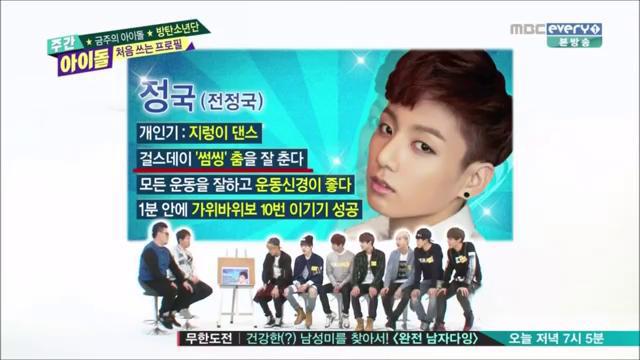 주간
아이돌
★ 금주의 아이돌 ★ 방탄소년단
처음 쓰는 프로필
MBC every1
본방송
정국 (전정국)
개인기 : 지렁이 댄스
걸스데이 '썸씽' 춤을 잘 춘다
모든 운동을 잘하고 운동신경이 좋다
1분 안에 가위바위보 10번 이기기 성공
무한도전 건강한(?) 남성미를 찾아서! <완전 남자다잉> 오늘 저녁 7시 5분